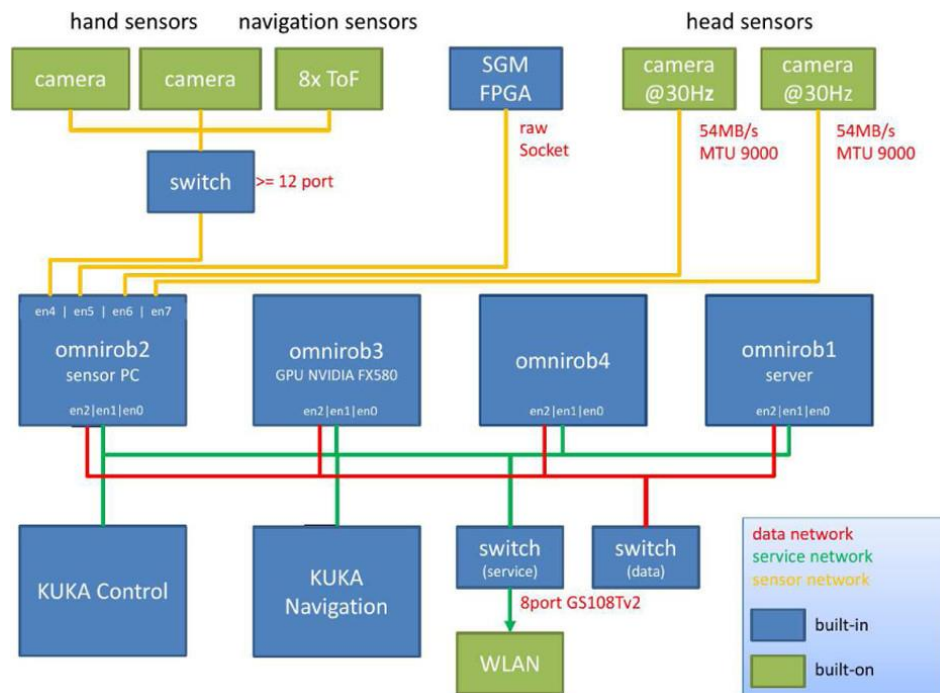 hand sensors
navigation sensors
head sensors
camera
camera
8x ToF
SGM
FPGA
camera
@30Hz
camera
@30Hz
raw
Socket
54MB/s
MTU 9000
54MB/s
MTU 9000
switch
>= 12 port
en4 | en5 | en6 | en7
omnirob2
sensor PC
en2|en1|en0
omnirob3
GPU NVIDIA FX580
en2|en1|en0
omnirob4
en2|en1|en0
omnirob1
server
en2|en1|en0
KUKA Control
KUKA
Navigation
switch
(service)
switch
(data)
8port GS108Tv2
WLAN
data network
service network
sensor network
built-in
built-on